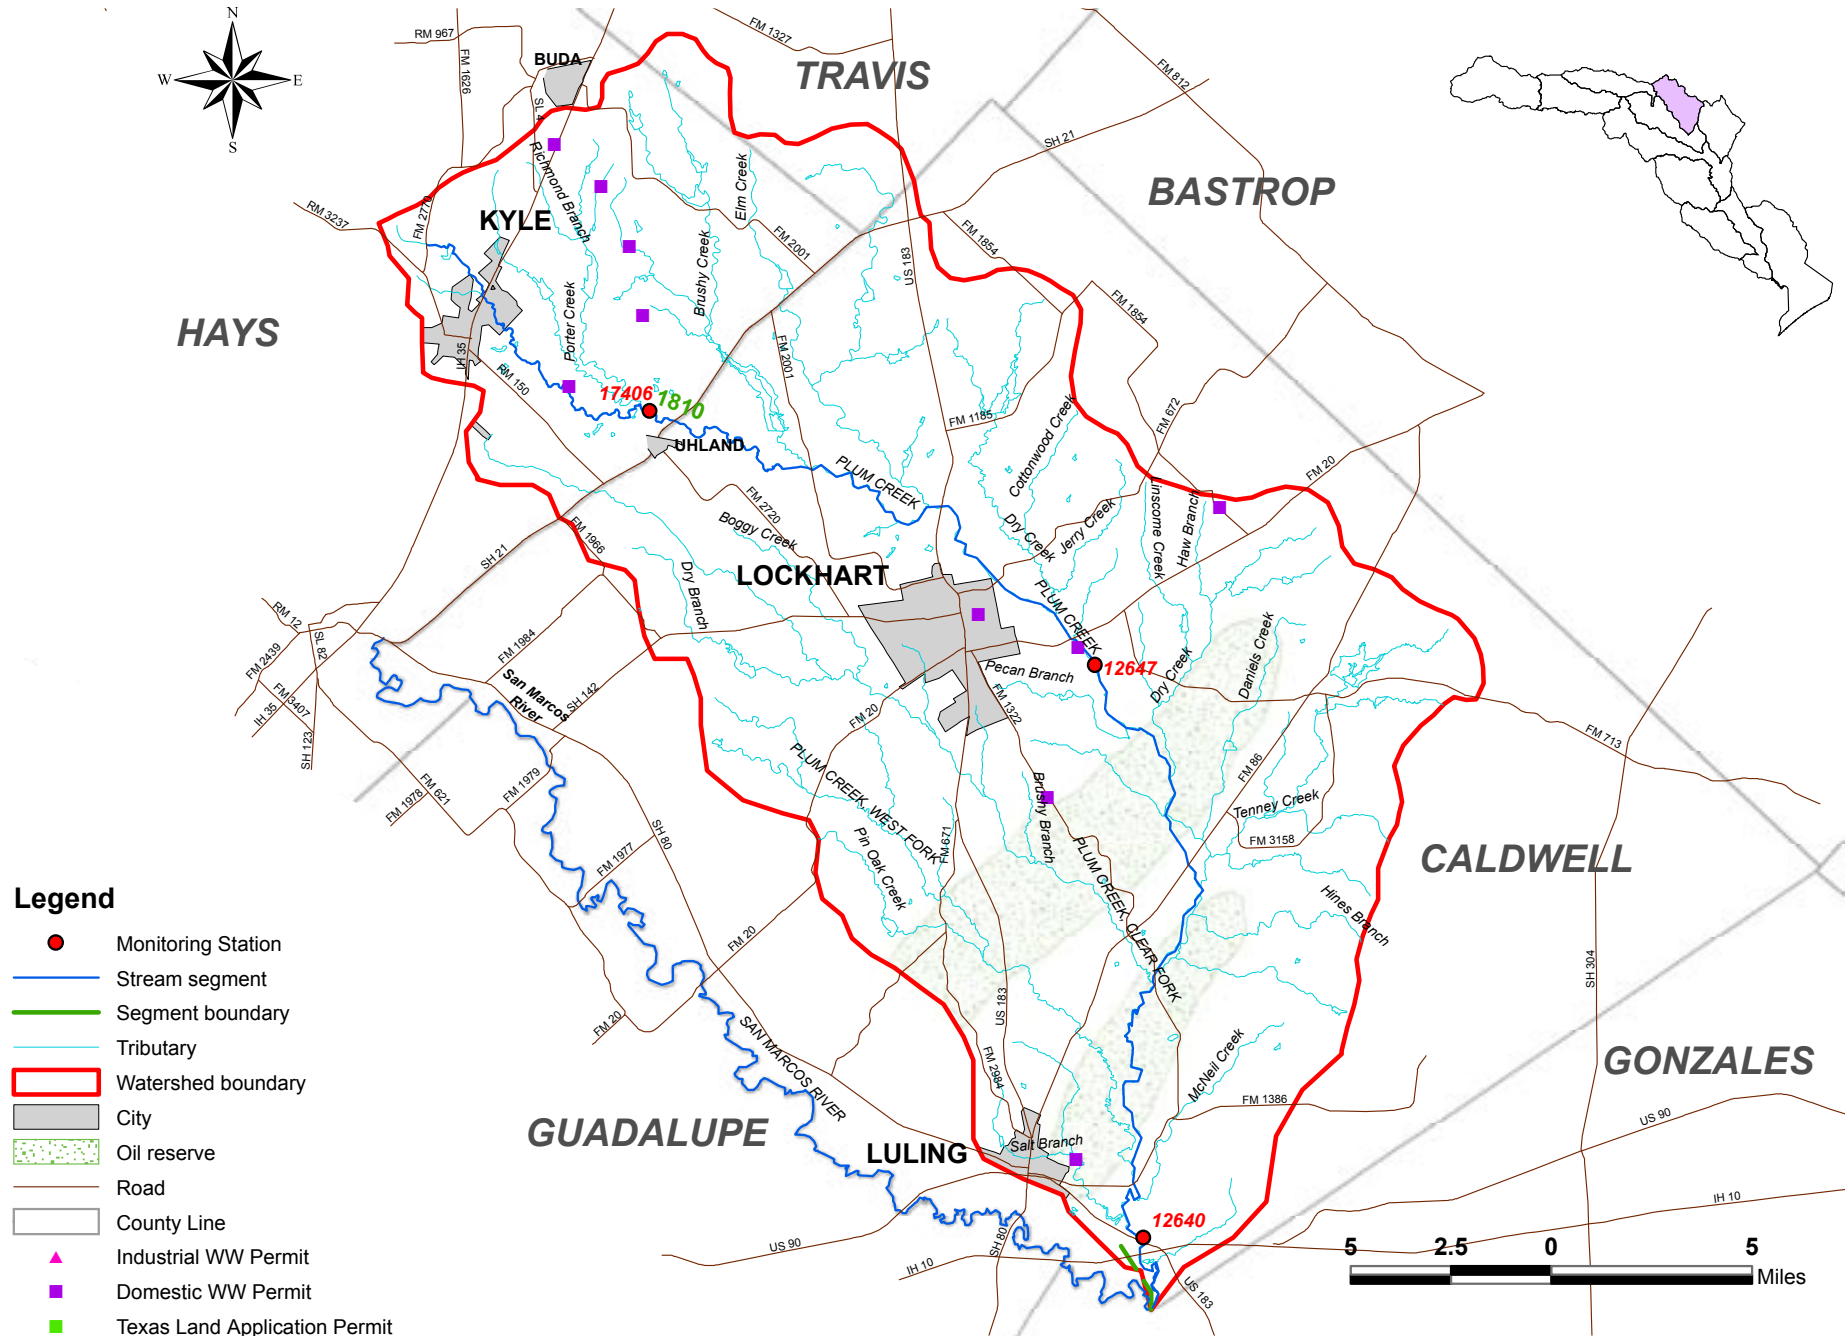 N
W
E
S
RM 967
FM 1626
BUDA
SL 4
FM 1327
TRAVIS
FM 812
SH 21
BASTROP
RM 3237
FM 2770
KYLE
Richmond Branch
Elm Creek
Brushy Creek
FM 2001
US 183
FM 1854
FM 1854
HAYS
IH 35
RM 150
Porter Creek
FM 2001
17406
1810
UHLAND
FM 1185
Cottonwood Creek
FM 672
FM 20
PLUM CREEK
FM 2720
Boggy Creek
Dry Creek
Jerry Creek
Linscome Creek
Haw Branch
FM 1966
SH 21
Dry Branch
LOCKHART
PLUM CREEK
RM 12
SL 82
FM 2439
FM 3407
IH 35
SH 123
FM 1984
San Marcos
River
SH 142
FM 20
Pecan Branch
12647
FM 1322
Dry Creek
Daniels Creek
FM 713
FM 86
FM 621
FM 1978
FM 1979
PLUM CREEK, WEST FORK
Brushy Branch
Tenney Creek
FM 3158
SH 80
FM 1977
Pin Oak Creek
FM 671
PLUM CREEK, CLEAR FORK
CALDWELL
Hines Branch
FM 20
FM 20
SAN MARCOS RIVER
US 183
FM 2984
SH 304
McNeil Creek
FM 1386
GONZALES
US 90
GUADALUPE
LULING
Salt Branch
12640
IH 10
US 90
IH 10
SH 80
US 183
Legend
Monitoring Station
Stream segment
Segment boundary
Tributary
Watershed boundary
City
Oil reserve
Road
County Line
Industrial WW Permit
Domestic WW Permit
Texas Land Application Permit
5 2.5 0 5
Miles